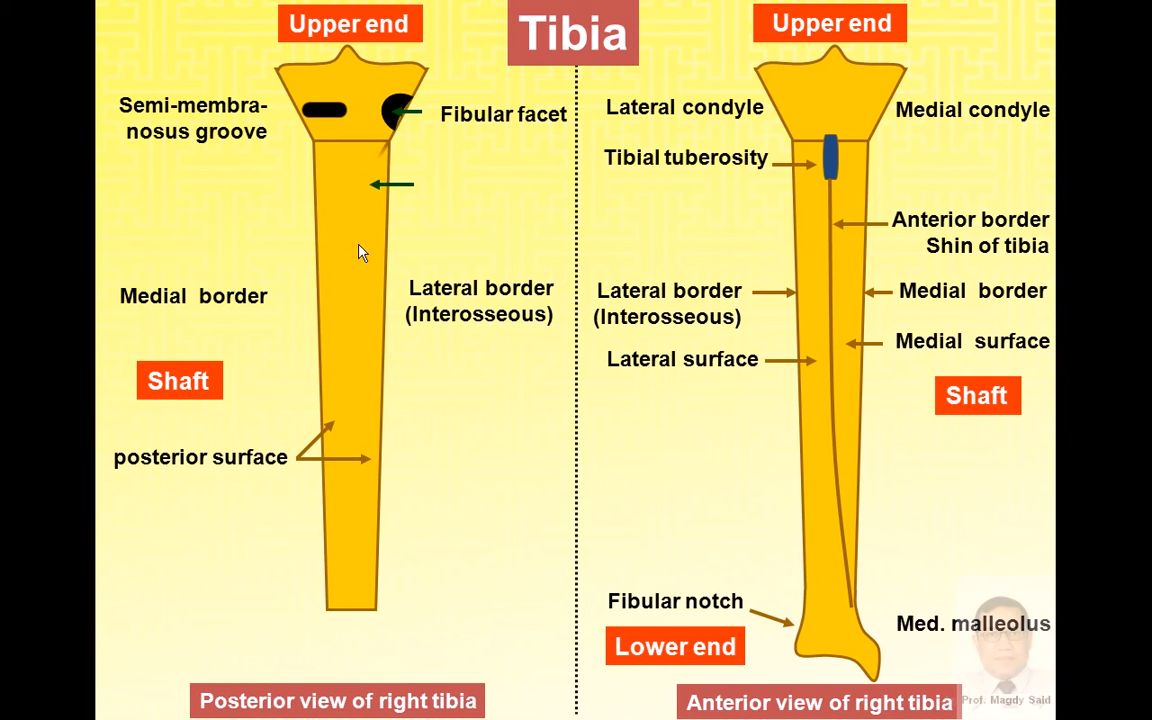 Tibia
Upper end
Semi-membra-
nosus groove
Fibular facet
Medial border
Lateral border
(Interosseous)
Shaft
posterior surface
Posterior view of right tibia
Upper end
Lateral condyle
Medial condyle
Tibial tuberosity
Anterior border
Shin of tibia
Lateral border
(Interosseous)
Medial border
Medial surface
Lateral surface
Shaft
Fibular notch
Med. malleolus
Lower end
Anterior view of right tibia
Prof. Magdy Said